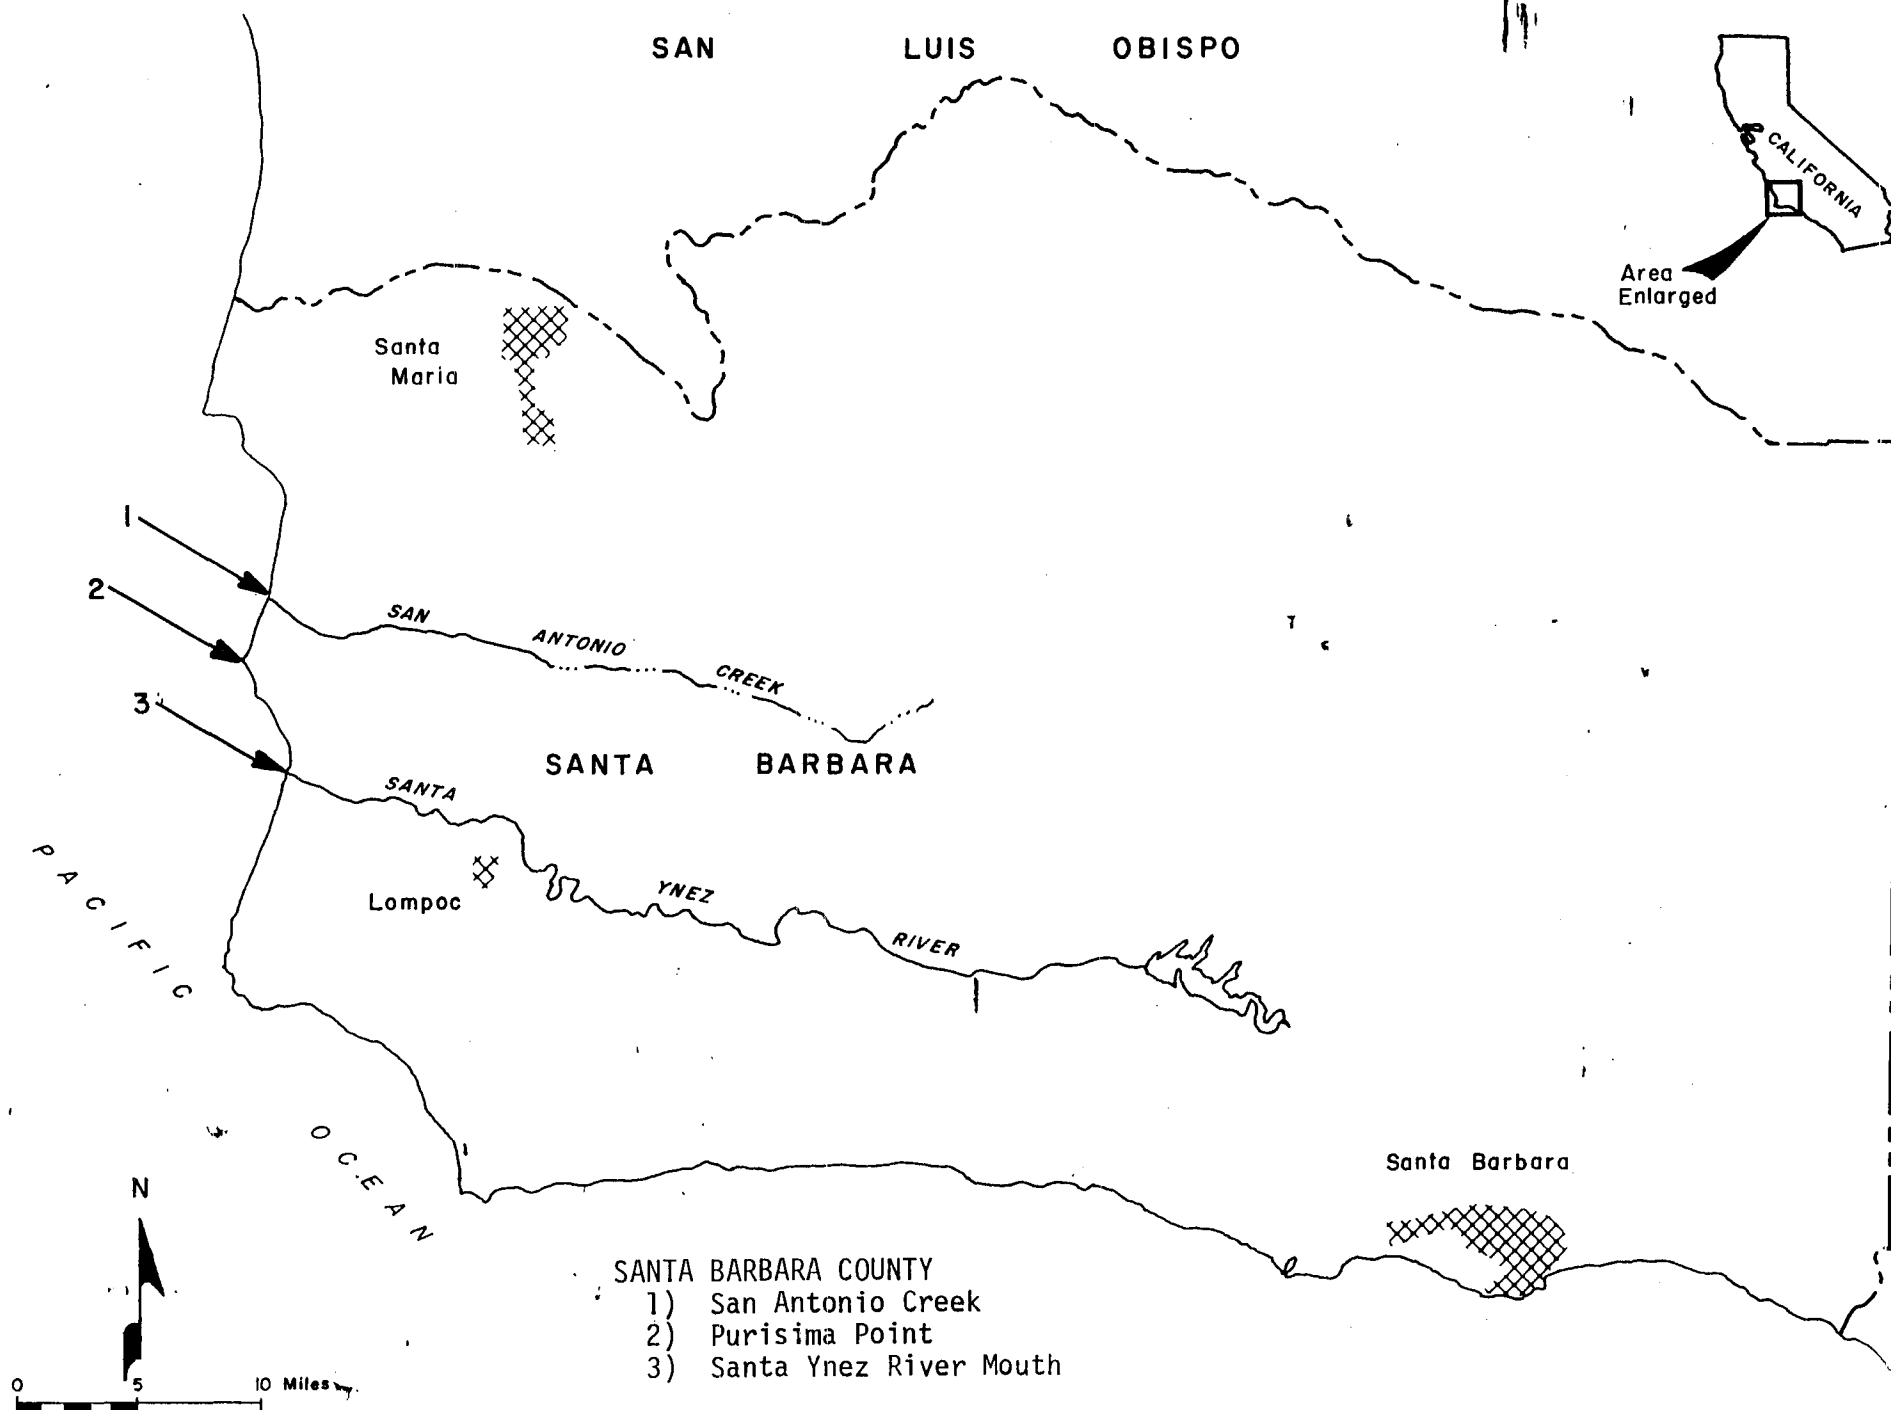 SAN LUIS OBISPO
CALIFORNIA
Area
Enlarged
Santa
Maria
1
2
3
SAN ANTONIO CREEK
SANTA BARBARA
SANTA YNEZ RIVER
Lompoc
PACIFIC OCEAN
Santa Barbara
N
SANTA BARBARA COUNTY
1) San Antonio Creek
2) Purisima Point
3) Santa Ynez River Mouth
0 5 10 Miles